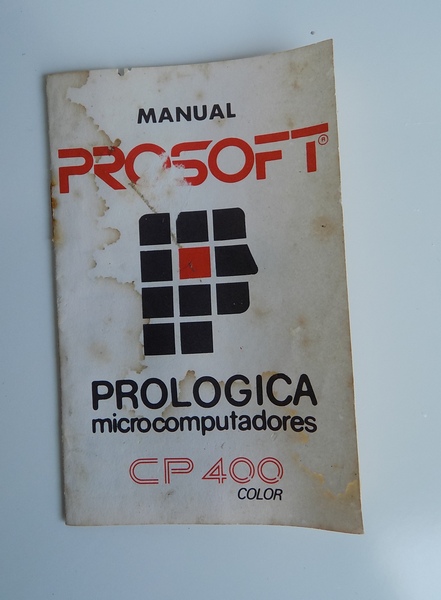 MANUAL
PROSOFT®
PROLOGICA
microcomputadores
CP 400
COLOR